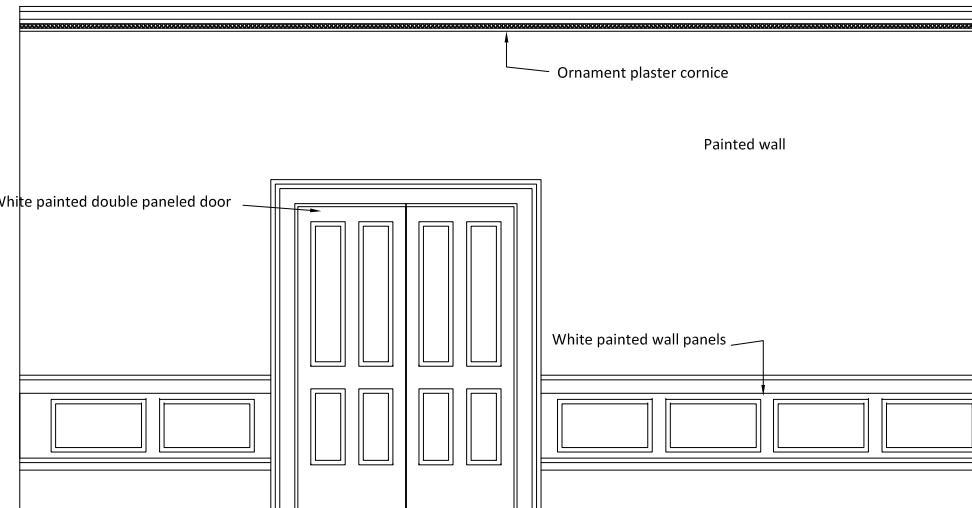 Ornament plaster cornice
Painted wall
White painted double paneled door
White painted wall panels